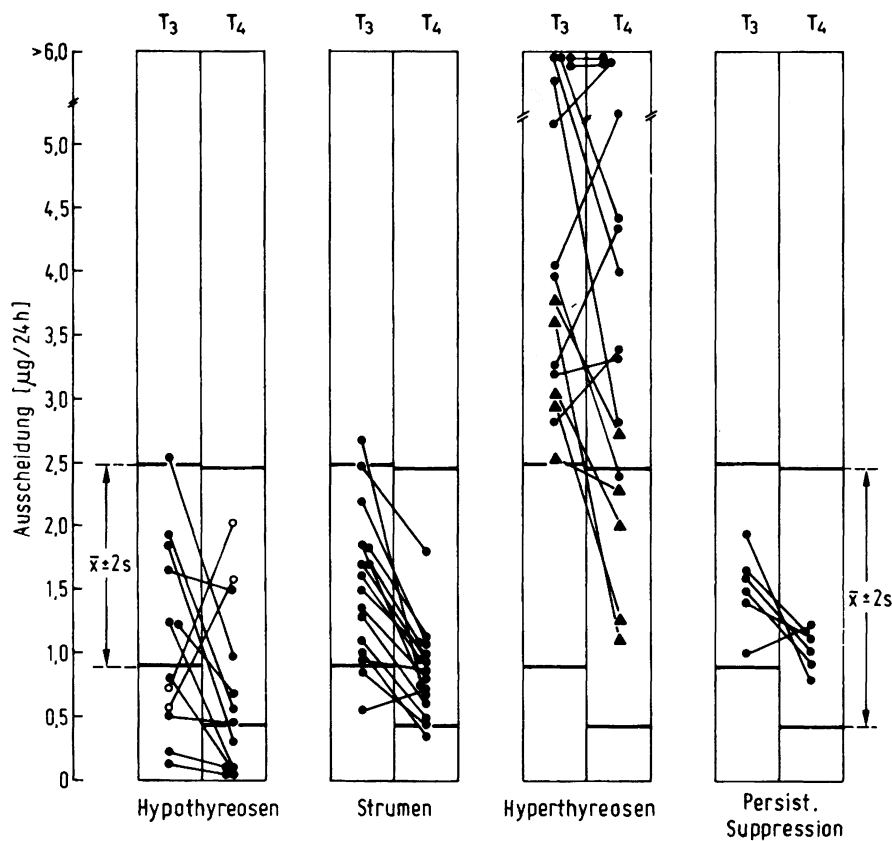 T₃ T₄ T₃ T₄ T₃ T₄ T₃ T₄
>6,0
5,0
4,5
4,0
3,5
3,0
2,5
2,0
1,5
1,0
0,5
0
Ausscheidung [µg/24h]
x̄±2s
x̄±2s
Hypothyreosen
Strumen
Hyperthyreosen
Persist.
Suppression